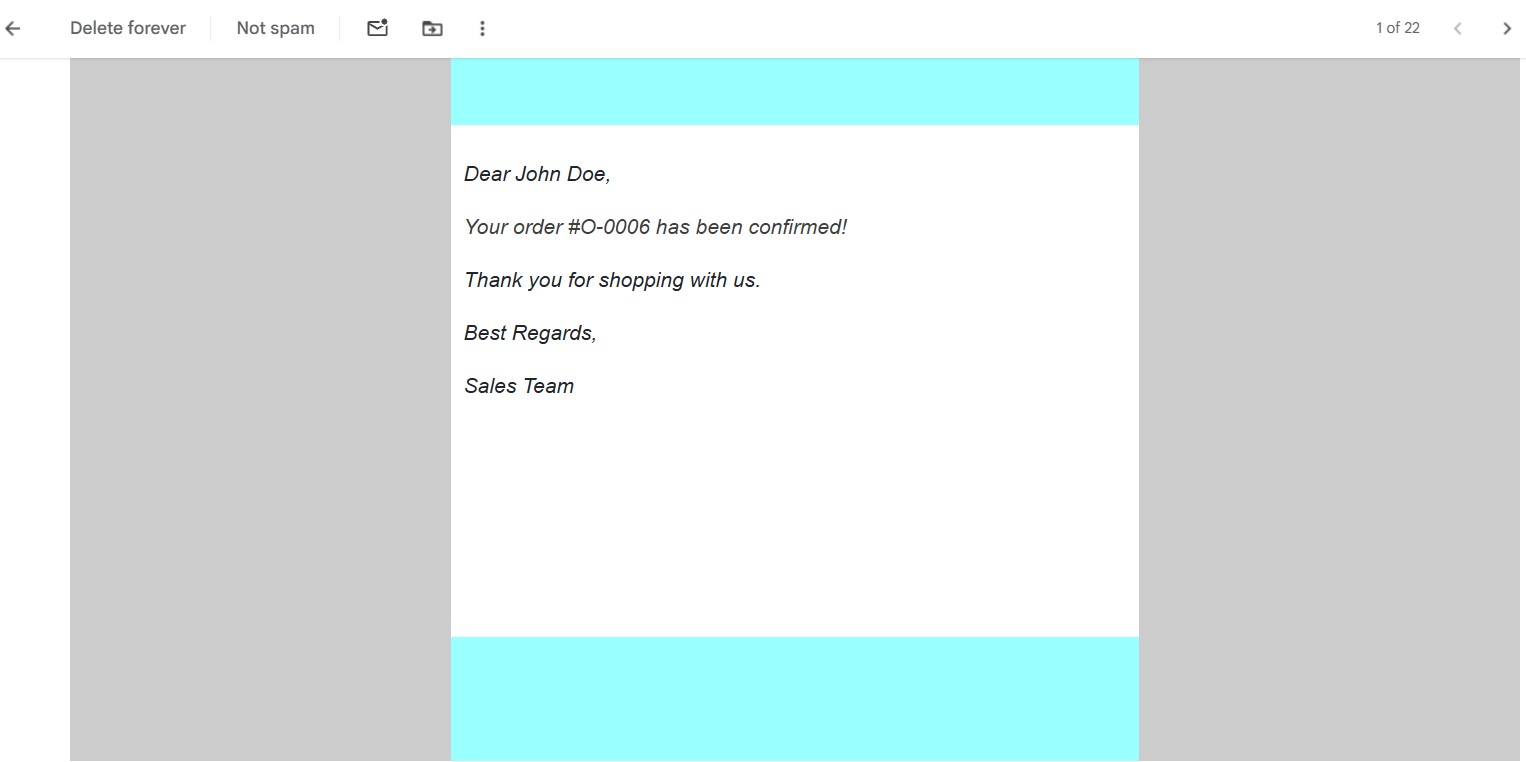 Delete forever
Not spam
1 of 22
Dear John Doe,
Your order #O-0006 has been confirmed!
Thank you for shopping with us.
Best Regards,
Sales Team